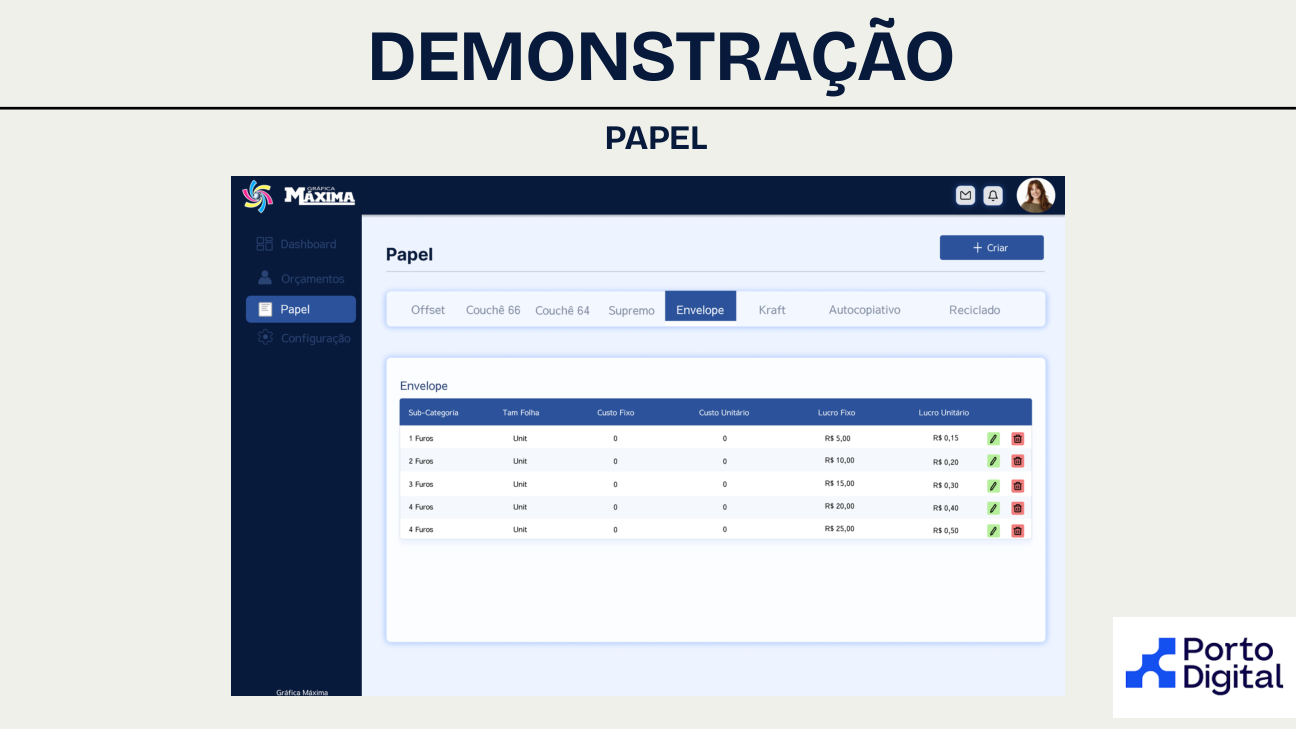 DEMONSTRAÇÃO
PAPEL
GRÁFICA
MÁXIMA
Dashboard
Orçamentos
Papel
Configuração
Gráfica Máxima
Papel
+ Criar
Offset Couchê 66 Couchê 64 Supremo Envelope Kraft Autocopiativo Reciclado
Envelope
Sub-Categoria Tam Folha Custo Fixo Custo Unitário Lucro Fixo Lucro Unitário
1 Furos Unit 0 0 R$ 5,00 R$ 0,15
2 Furos Unit 0 0 R$ 10,00 R$ 0,20
3 Furos Unit 0 0 R$ 15,00 R$ 0,30
4 Furos Unit 0 0 R$ 20,00 R$ 0,40
4 Furos Unit 0 0 R$ 25,00 R$ 0,50
Porto
Digital